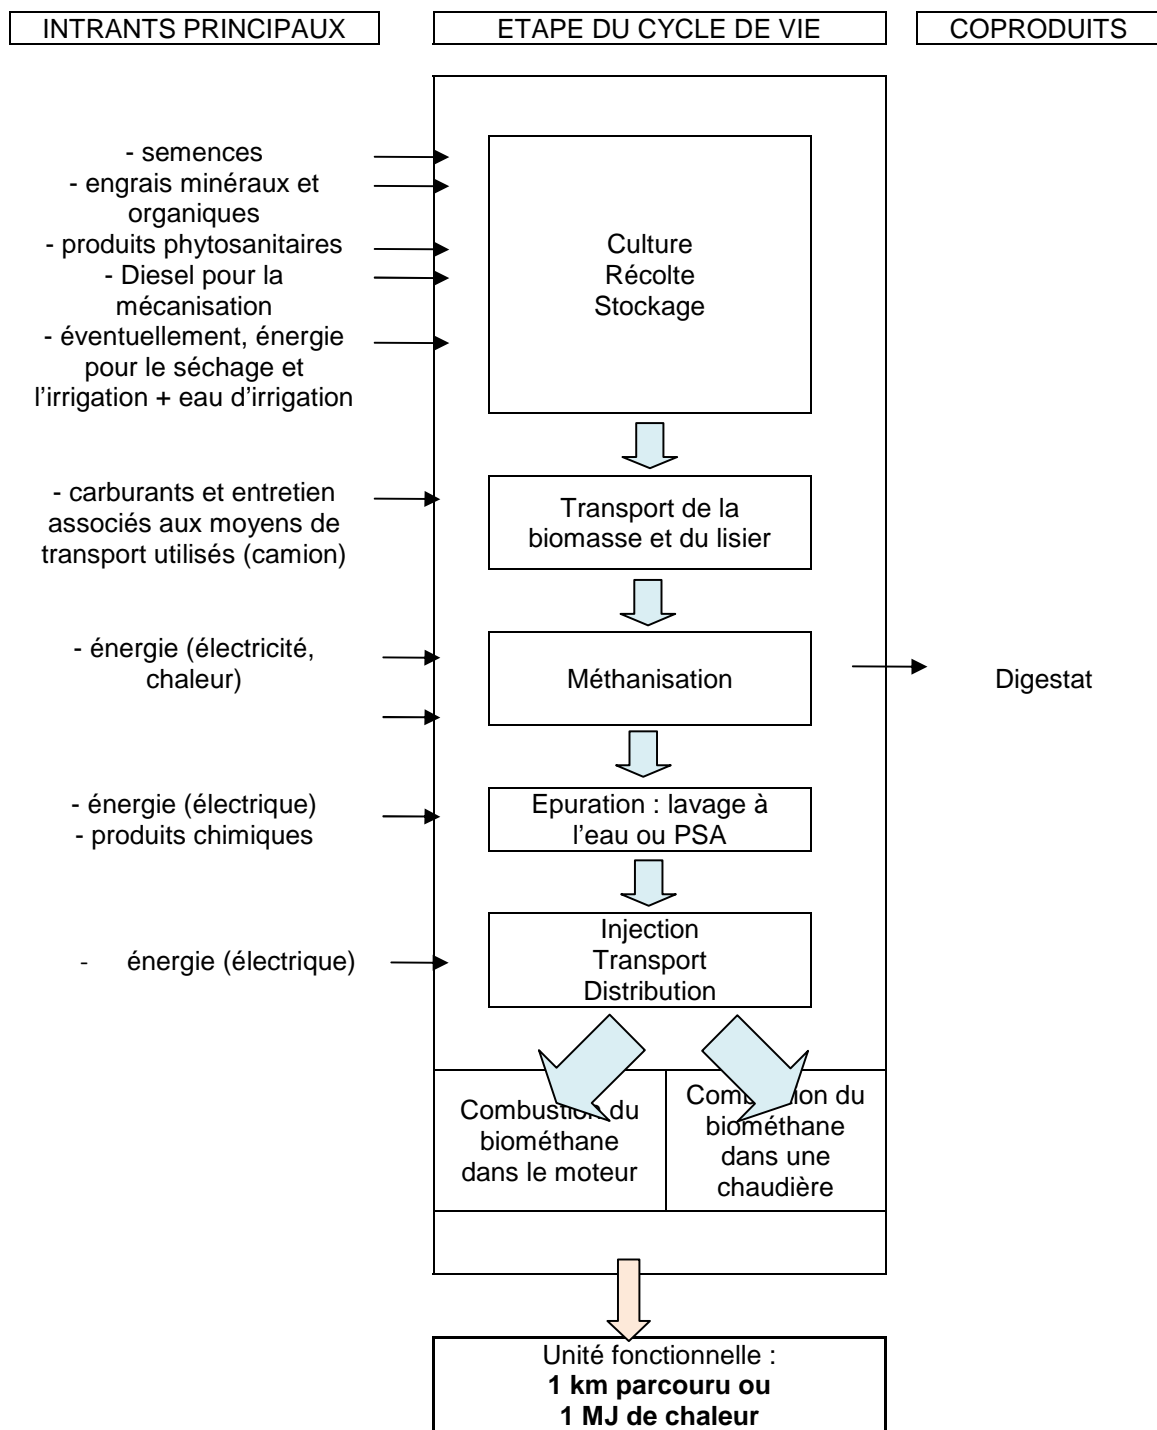 INTRANTS PRINCIPAUX
ETAPE DU CYCLE DE VIE
COPRODUITS
- semences
- engrais minéraux et
organiques
- produits phytosanitaires
- Diesel pour la
mécanisation
- éventuellement, énergie
pour le séchage et
l'irrigation + eau d'irrigation
Culture
Récolte
Stockage
- carburants et entretien
associés aux moyens de
transport utilisés (camion)
Transport de la
biomasse et du lisier
- énergie (électricité,
chaleur)
Méthanisation
Digestat
- énergie (électrique)
- produits chimiques
Epuration : lavage à
l'eau ou PSA
- énergie (électrique)
Injection
Transport
Distribution
Combustion du
biométhane
dans le moteur
Combustion du
biométhane
dans une
chaudière
Unité fonctionnelle :
1 km parcouru ou
1 MJ de chaleur